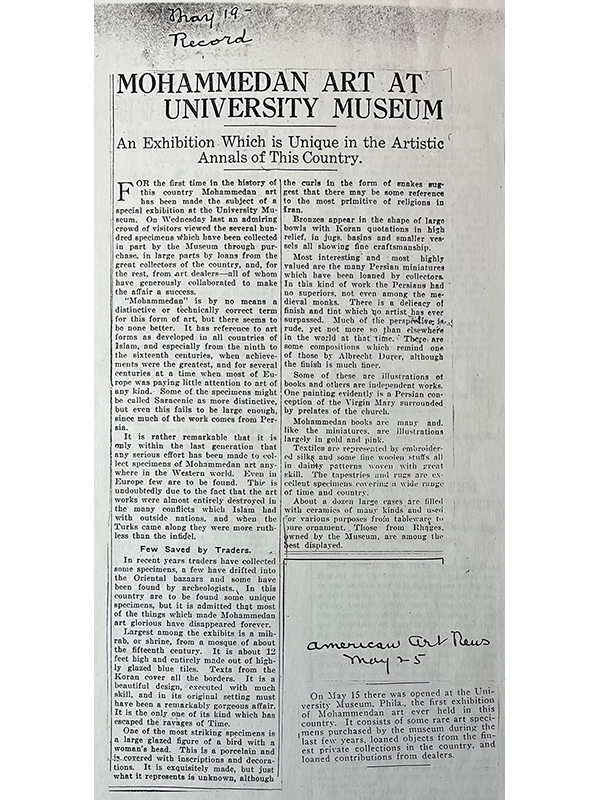 May 19-
Record
MOHAMMEDAN ART AT
UNIVERSITY MUSEUM
An Exhibition Which is Unique in the Artistic
Annals of This Country.
FOR the first time in the history of
this country Mohammedan art
has been made the subject of a
special exhibition at the University Mu-
seum. On Wednesday last an admiring
crowd of visitors viewed the several hun-
dred specimens which have been collected
in part by the Museum through pur-
chase, in large parts by loans from the
great collectors of the country, and, for
the rest, from art dealers—all of whom
have generously collaborated to make
the affair a success.
"Mohammedan" is by no means a
distinctive or technically correct term
for this form of art, but there seems to
be none better. It has reference to art
forms as developed in all countries of
Islam, and especially from the ninth to
the sixteenth centuries, when achieve-
ments were the greatest, and for several
centuries at a time when most of Eu-
rope was paying little attention to art of
any kind. Some of the specimens might
be called Saracenic as more distinctive,
but even this fails to be large enough,
since much of the work comes from Per-
sia.
It is rather remarkable that it is
only within the last generation that
any serious effort has been made to col-
lect specimens of Mohammedan art any-
where in the Western world. Even in
Europe few are to be found. This is
undoubtedly due to the fact that the art
works were almost entirely destroyed in
the many conflicts which Islam had
with outside nations, and when the
Turks came along they were more ruth-
less than the infidel.
Few Saved by Traders.
In recent years traders have collected
some specimens, a few have drifted into
the Oriental bazaars and some have
been found by archeologists. In this
country are to be found some unique
specimens, but it is admitted that most
of the things which made Mohammedan
art glorious have disappeared forever.
Largest among the exhibits is a mih-
rab, or shrine, from a mosque of about
the fifteenth century. It is about 12
feet high and entirely made out of high-
ly glazed blue tiles. Texts from the
Koran cover all the borders. It is a
beautiful design, executed with much
skill, and in its original setting must
have been a remarkably gorgeous affair.
It is the only one of its kind which has
escaped the ravages of Time.
One of the most striking specimens is
a large glazed figure of a bird with a
woman's head. This is a porcelain and
is covered with inscriptions and decora-
tions. It is exquisitely made, but just
what it represents is unknown, although
the curls in the form of snakes sug-
gest that there may be some reference
to the most primitive of religions in
Iran.
Bronzes appear in the shape of large
bowls with Koran quotations in high
relief, in jugs, basins and smaller ves-
sels all showing fine craftsmanship.
Most interesting and most highly
valued are the many Persian miniatures
which have been loaned by collectors.
In this kind of work the Persians had
no superiors, not even among the me-
dieval monks. There is a delicacy of
finish and tint which no artist has ever
surpassed. Much of the perspective is
rude, yet not more so than elsewhere
in the world at that time. There are
some compositions which remind one
of those by Albrecht Durer, although
the finish is much finer.
Some of these are illustrations of
books and others are independent works.
One painting evidently is a Persian con-
ception of the Virgin Mary surrounded
by prelates of the church.
Mohammedan books are many and,
like the miniatures, are illustrations
largely in gold and pink.
Textiles are represented by embroider-
ed silks and some fine woolen stuffs all
in dainty patterns woven with great
skill. The tapestries and rugs are ex-
cellent specimens covering a wide range
of time and country.
About a dozen large cases are filled
with ceramics of many kinds and used
for various purposes from tableware to
pure ornament. Those from Rhages,
owned by the Museum, are among the
best displayed.
American Art News
May 25
On May 15 there was opened at the Uni-
versity Museum, Phila., the first exhibition
of Mohammendan art ever held in this
country. It consists of some rare art speci-
mens purchased by the museum during the
last few years, loaned objects from the fin-
est private collections in the country, and
loaned contributions from dealers.